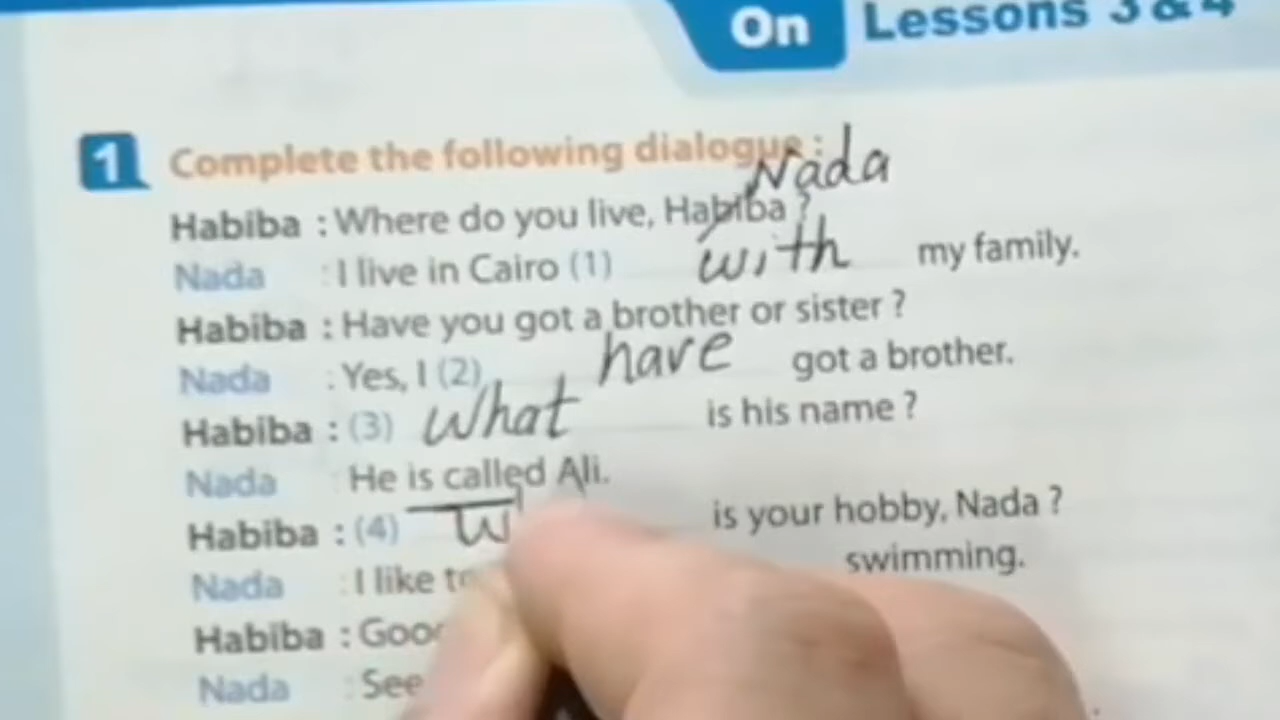 On Lessons 3 & 4
1 Complete the following dialogue :
Nada
Habiba : Where do you live, Habiba ?
Nada : I live in Cairo (1) with my family.
Habiba : Have you got a brother or sister ?
Nada : Yes, I (2) have got a brother.
Habiba : (3) What is his name ?
Nada : He is called Ali.
Habiba : (4) is your hobby, Nada ?
Nada : I like swimming.
Habiba :
Nada : See